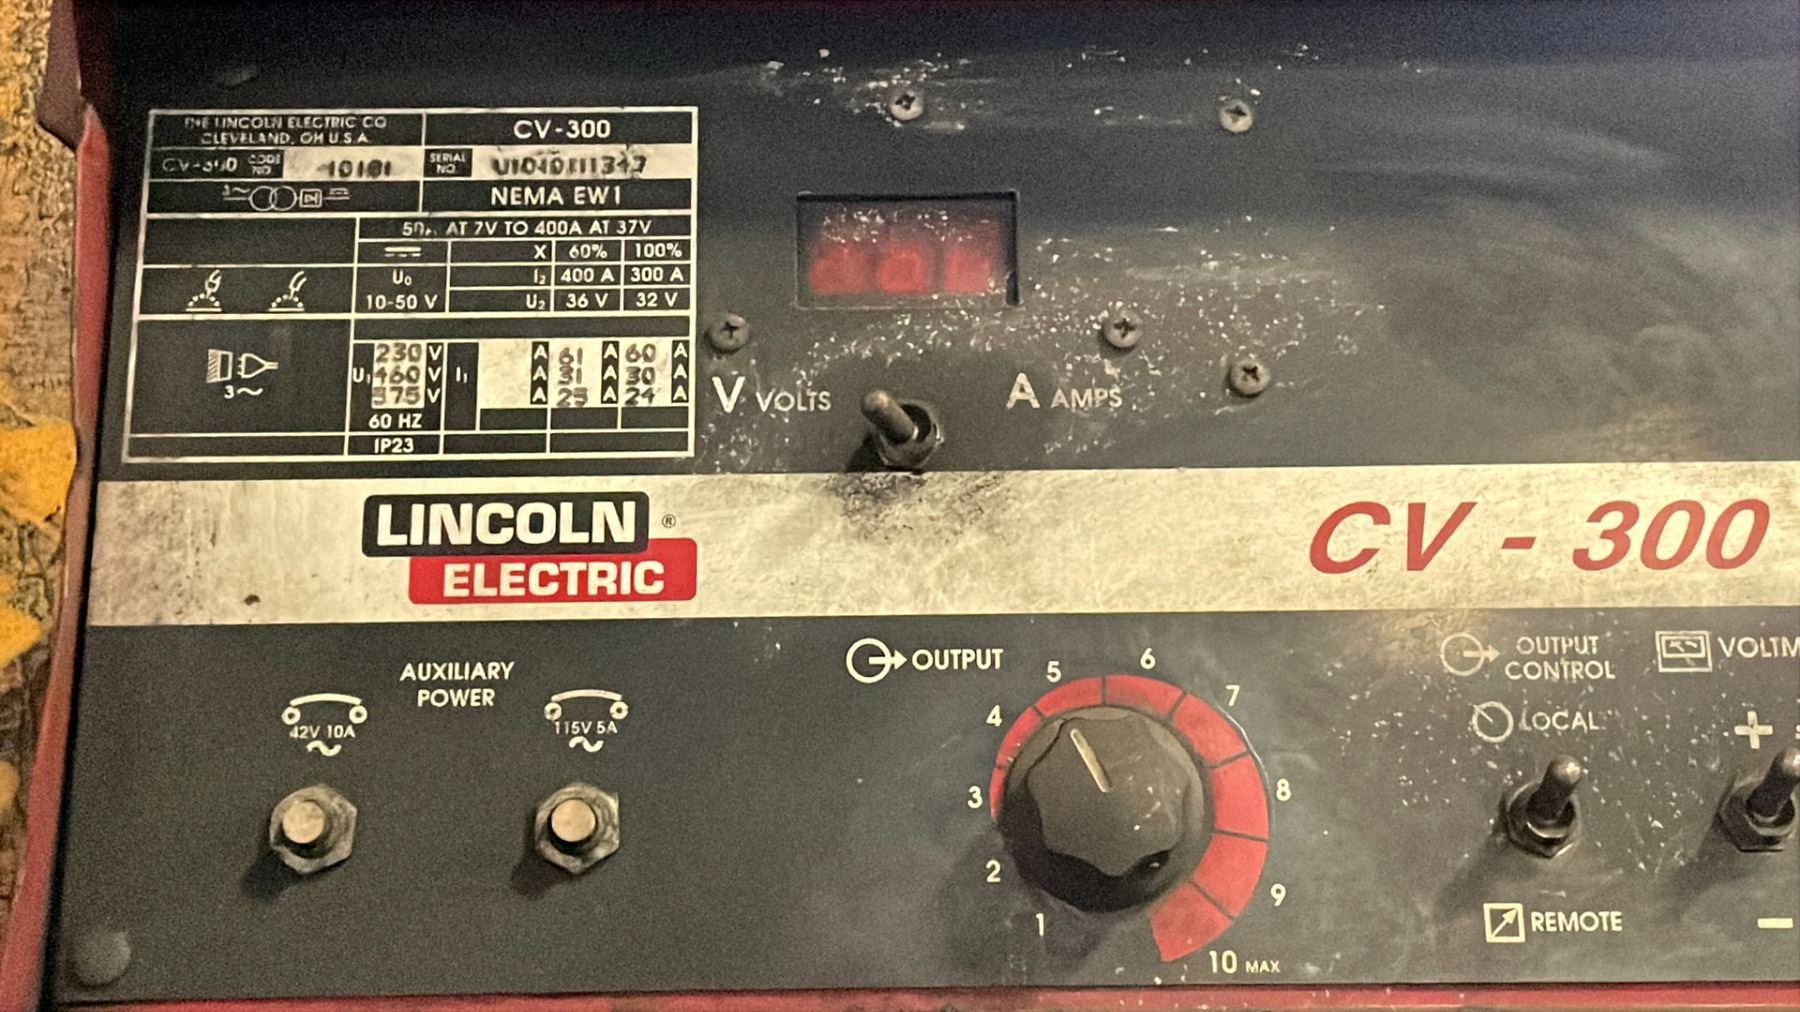 THE LINCOLN ELECTRIC CO
CLEVELAND, OH U.S.A.
CV-300
CODE NO. 10181
SERIAL NO.
NEMA EW1
AT 7V TO 400A AT 37V
X 60% 100%
U0 I2 400 A 300 A
10-50 V U2 36 V 32 V
230 V A 61 A 60 A
U1 460 V I1 A 31 A 30 A
575 V A 25 A 24 A
3~
60 HZ
IP23
V VOLTS
A AMPS
LINCOLN ®
ELECTRIC
CV - 300
AUXILIARY
POWER
42V 10A
115V 5A
OUTPUT
1
2
3
4
5
6
7
8
9
10 MAX
OUTPUT
CONTROL
LOCAL
REMOTE
+
-